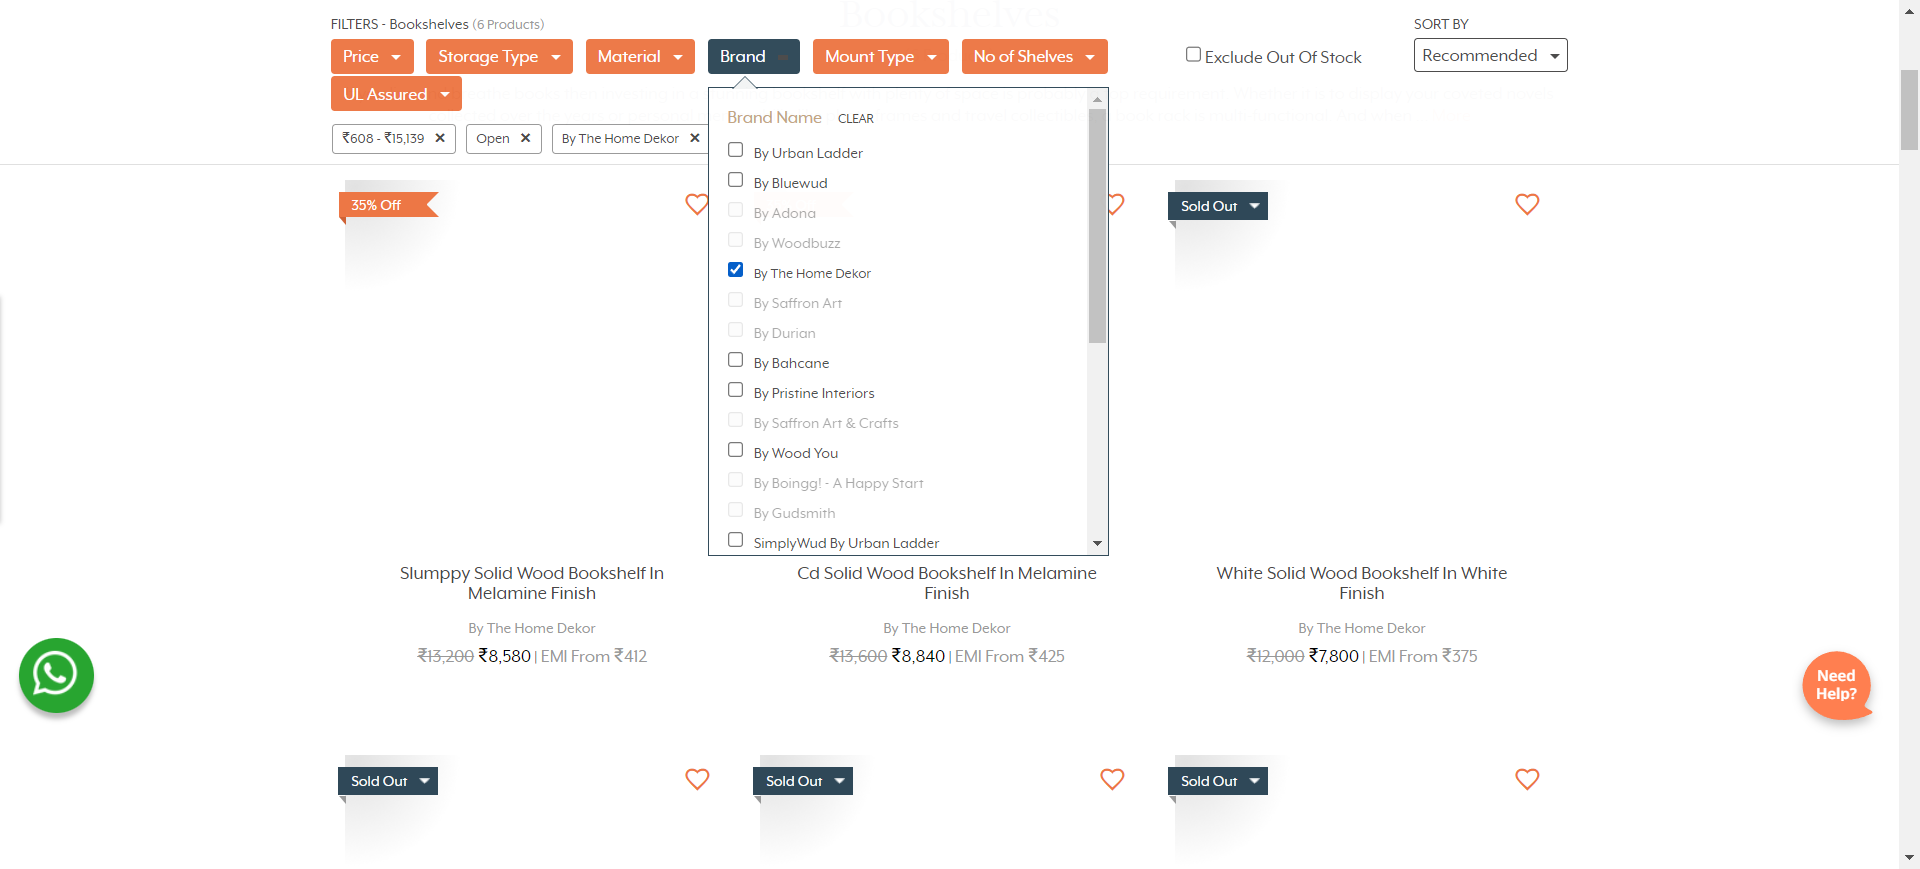 Bookshelves
FILTERS - Bookshelves (6 Products)
SORT BY
Price
Storage Type
Material
Brand
Mount Type
No of Shelves
Exclude Out Of Stock
Recommended
UL Assured
₹608 - ₹15,139 ✕
Open ✕
By The Home Dekor ✕
Brand Name CLEAR
By Urban Ladder
By Bluewud
By Adona
By Woodbuzz
By The Home Dekor
By Saffron Art
By Durian
By Bahcane
By Pristine Interiors
By Saffron Art & Crafts
By Wood You
By Boingg! - A Happy Start
By Gudsmith
SimplyWud By Urban Ladder
35% Off
Sold Out
Slumppy Solid Wood Bookshelf In
Melamine Finish
By The Home Dekor
₹13,200 ₹8,580 | EMI From ₹412
Cd Solid Wood Bookshelf In Melamine
Finish
By The Home Dekor
₹13,600 ₹8,840 | EMI From ₹425
White Solid Wood Bookshelf In White
Finish
By The Home Dekor
₹12,000 ₹7,800 | EMI From ₹375
Need
Help?
Sold Out
Sold Out
Sold Out